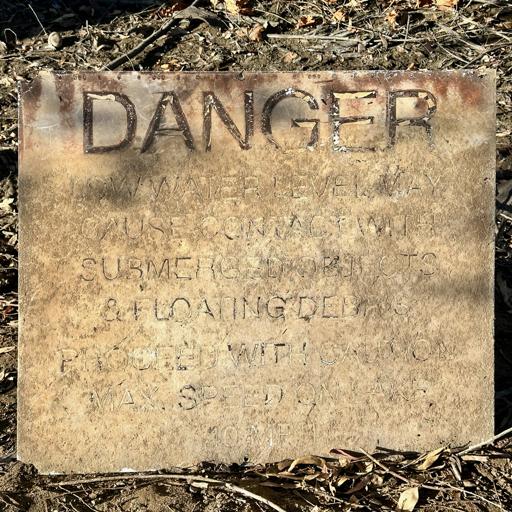 DANGER
LOW WATER LEVEL MAY
CAUSE CONTACT WITH
SUBMERGED OBJECTS
& FLOATING DEBRIS
PROCEED WITH CAUTION
MAX. SPEED ON LAKE